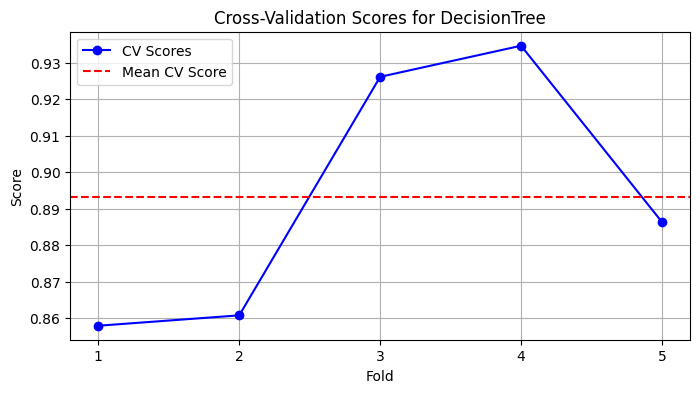 Cross-Validation Scores for DecisionTree
CV Scores
Mean CV Score
Score
0.93
0.92
0.91
0.90
0.89
0.88
0.87
0.86
1 2 3 4 5
Fold